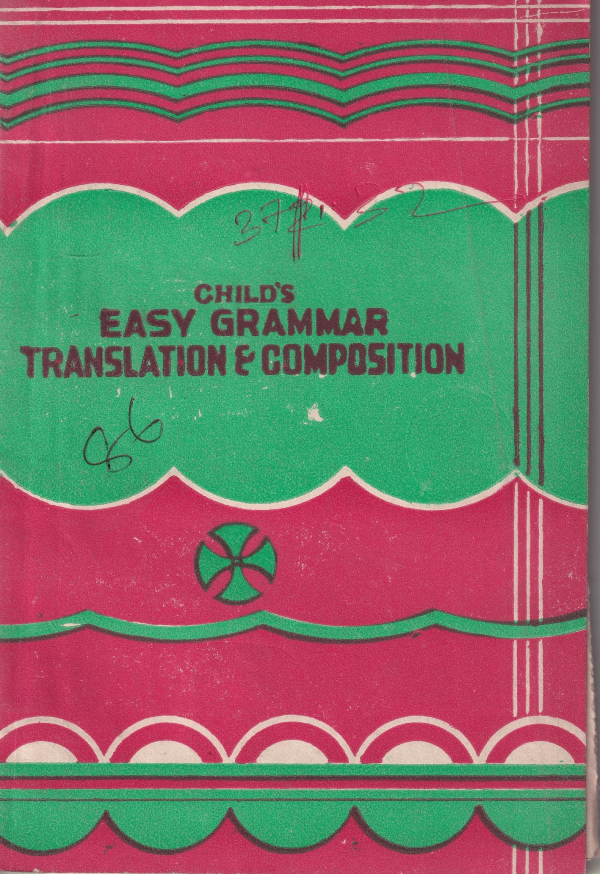 CHILD'S
EASY GRAMMAR
TRANSLATION & COMPOSITION
86